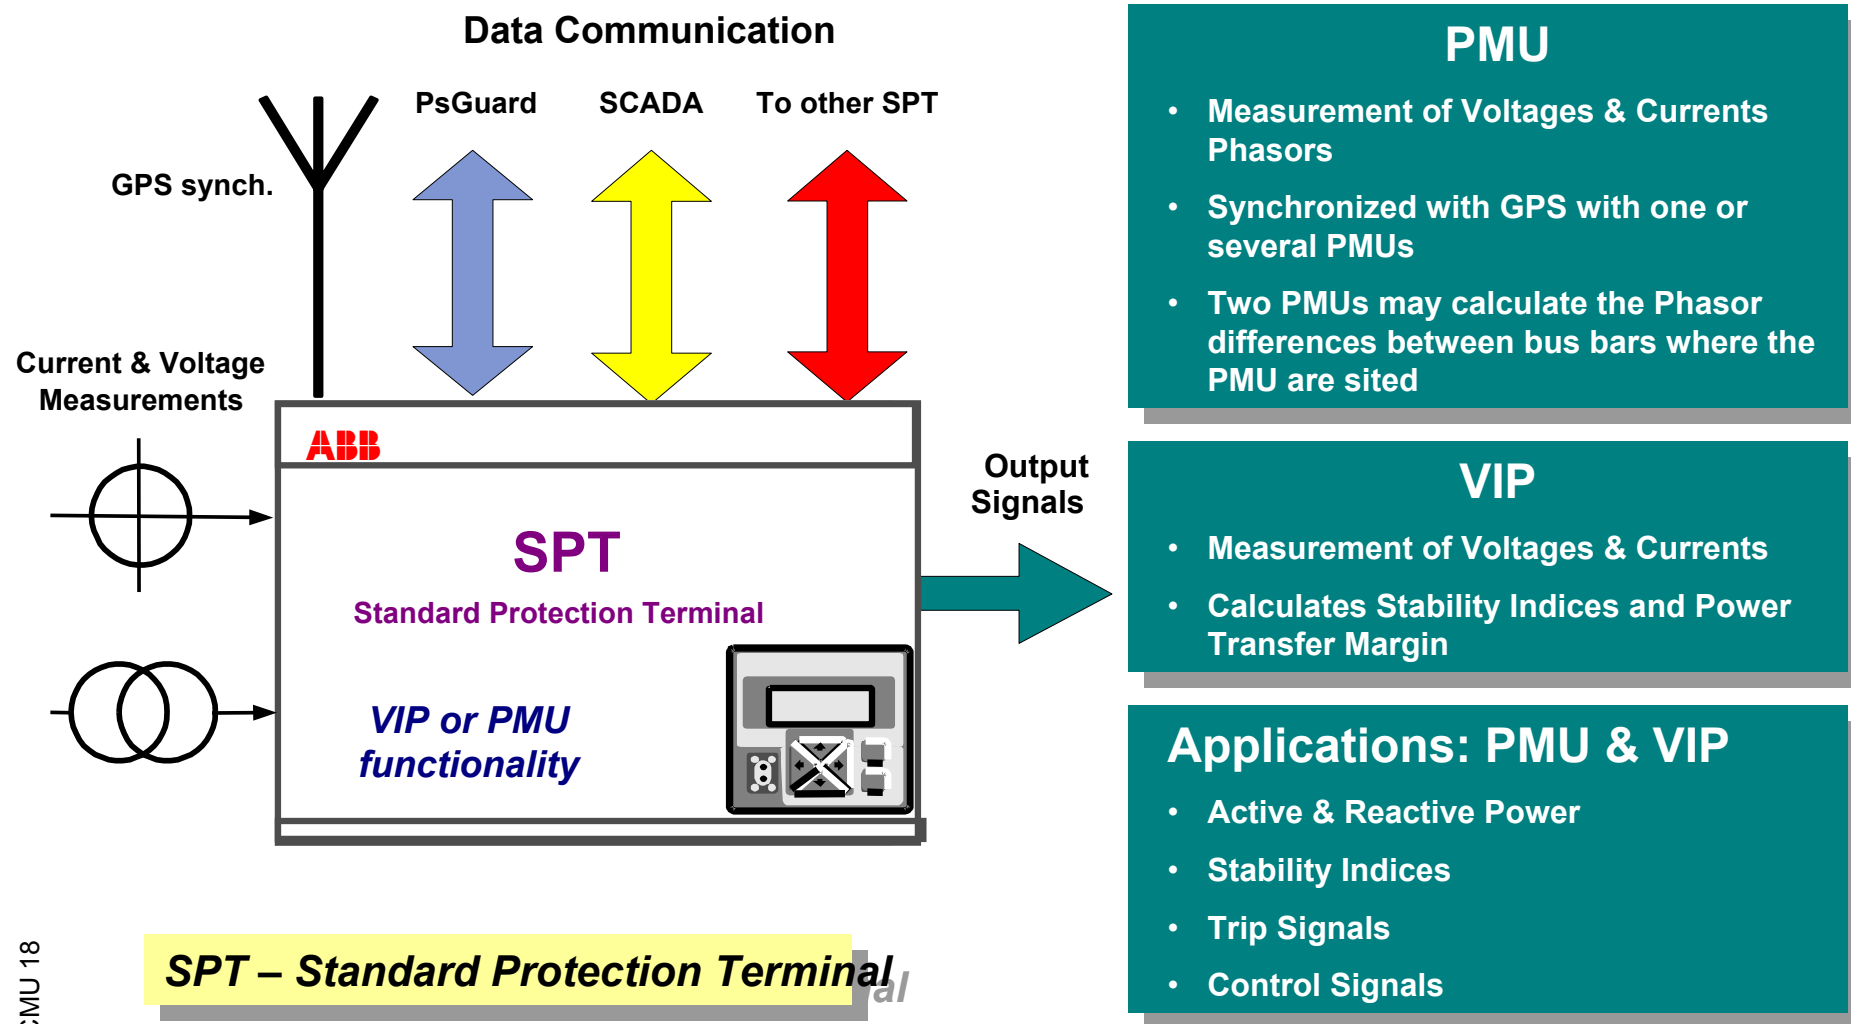 Data Communication
PsGuard SCADA To other SPT
GPS synch.
Current & Voltage
Measurements
ABB
SPT
Standard Protection Terminal
VIP or PMU
functionality
Output
Signals
PMU
• Measurement of Voltages & Currents
Phasors
• Synchronized with GPS with one or
several PMUs
• Two PMUs may calculate the Phasor
differences between bus bars where the
PMU are sited
VIP
• Measurement of Voltages & Currents
• Calculates Stability Indices and Power
Transfer Margin
Applications: PMU & VIP
• Active & Reactive Power
• Stability Indices
• Trip Signals
• Control Signals
SPT – Standard Protection Terminal
CMU 18